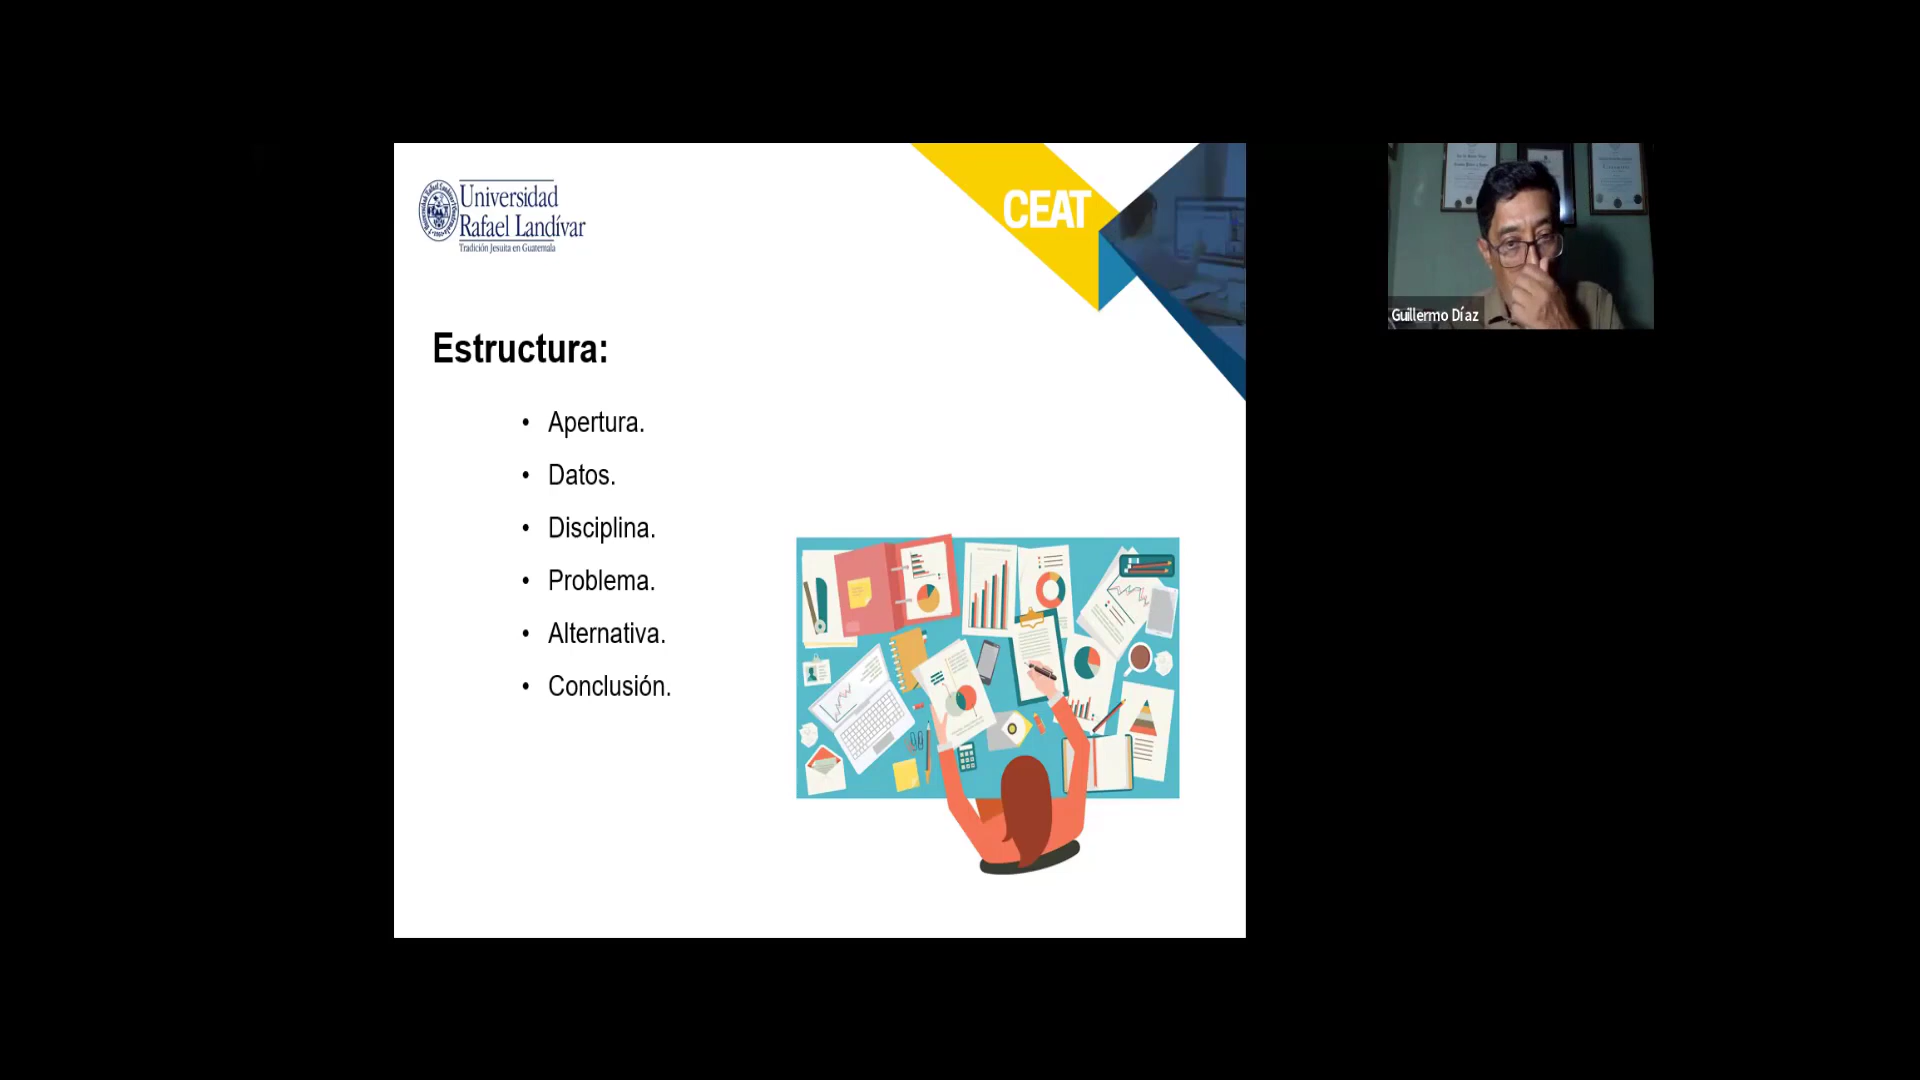 Universidad
Rafael Landívar
Tradición Jesuita en Guatemala
CEAT
Estructura:
• Apertura.
• Datos.
• Disciplina.
• Problema.
• Alternativa.
• Conclusión.
Guillermo Díaz